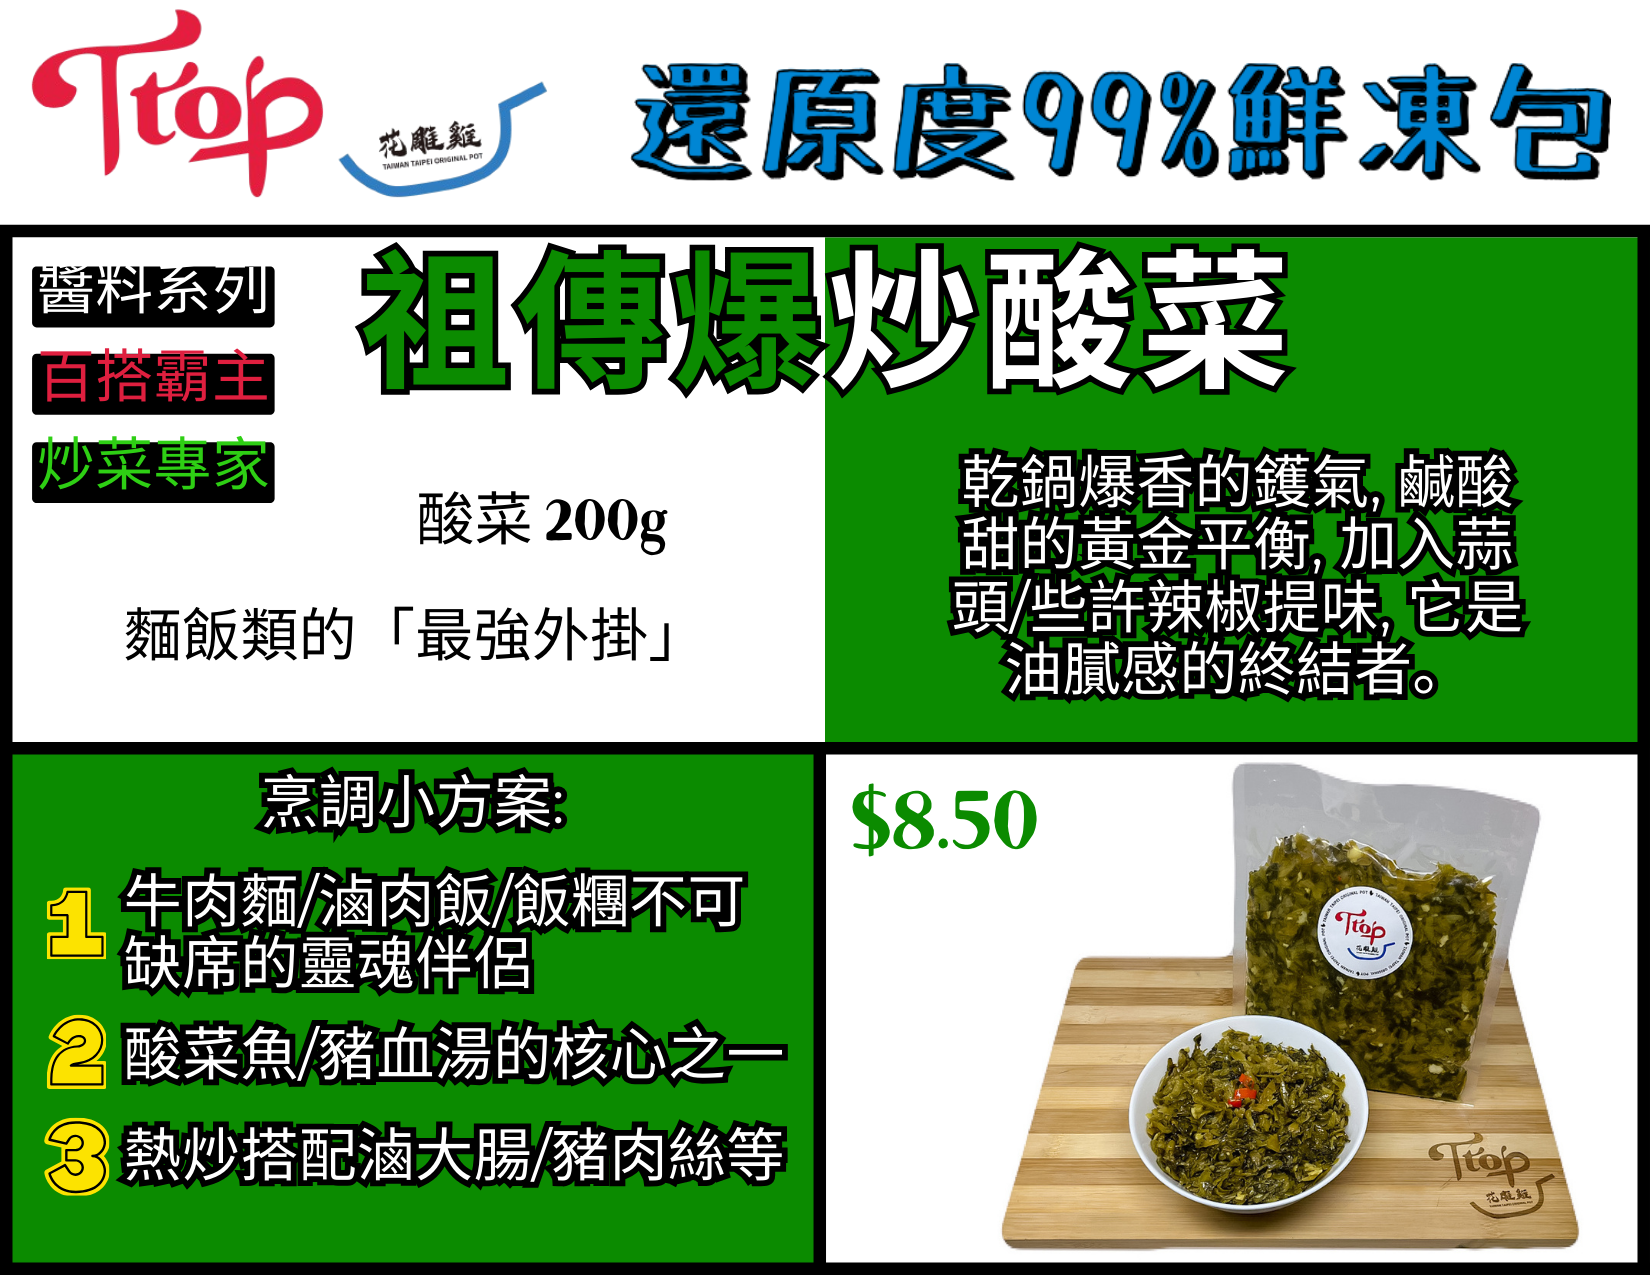 Ttop
花雕雞
TAIWAN TAIPEI ORIGINAL POT
還原度99%鮮凍包
醬料系列
百搭霸主
炒菜專家
祖傳爆炒酸菜
酸菜 200g
麵飯類的「最強外掛」
乾鍋爆香的鑊氣, 鹹酸
甜的黃金平衡, 加入蒜
頭/些許辣椒提味, 它是
油膩感的終結者。
烹調小方案:
1 牛肉麵/滷肉飯/飯糰不可
缺席的靈魂伴侶
2 酸菜魚/豬血湯的核心之一
3 熱炒搭配滷大腸/豬肉絲等
$8.50
Ttop
花雕雞
Ttop
花雕雞
TAIWAN TAIPEI ORIGINAL POT